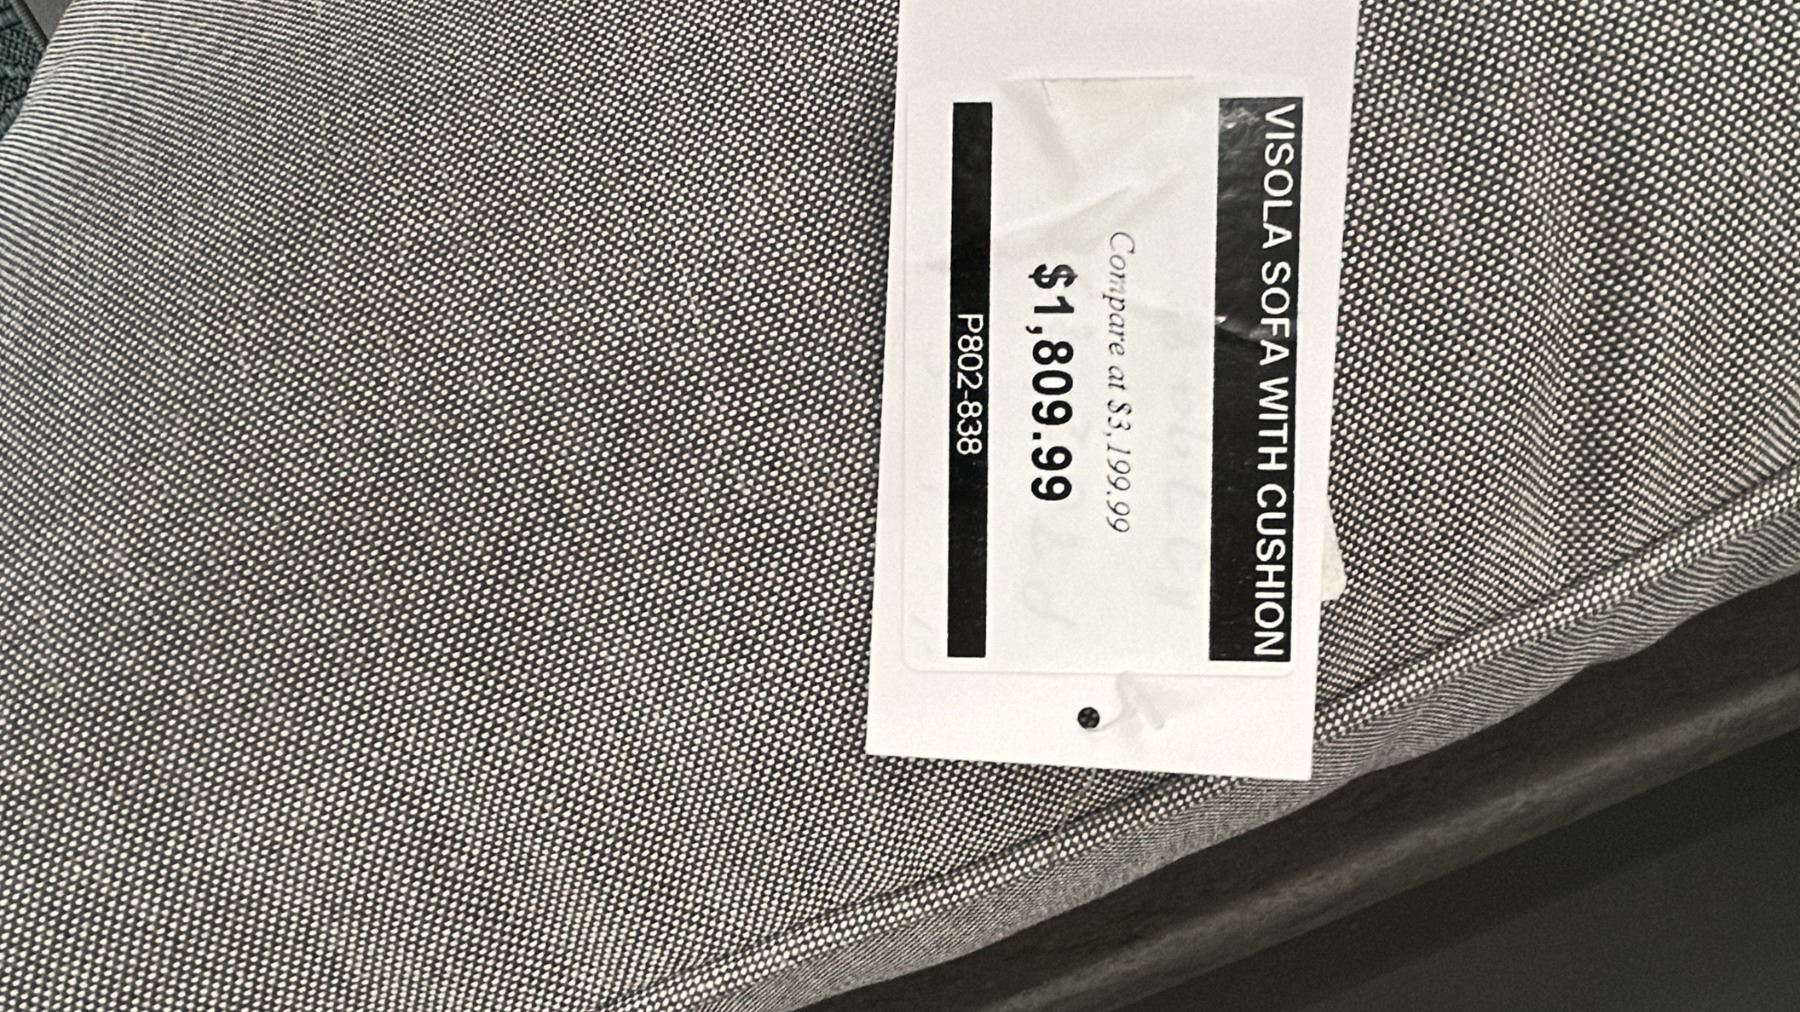 VISOLA SOFA WITH CUSHION
Compare at $3,199.99
$1,809.99
P802-838